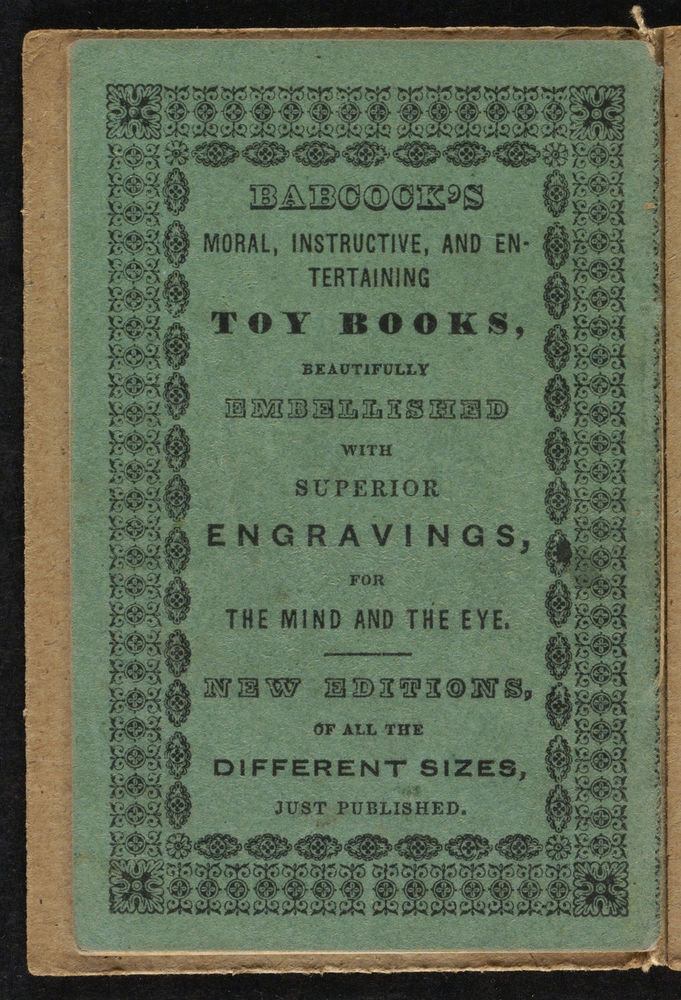 BABCOCK'S
MORAL, INSTRUCTIVE, AND EN-
TERTAINING
TOY BOOKS,
BEAUTIFULLY
EMBELLISHED
WITH
SUPERIOR
ENGRAVINGS,
FOR
THE MIND AND THE EYE.
NEW EDITIONS,
OF ALL THE
DIFFERENT SIZES,
JUST PUBLISHED.